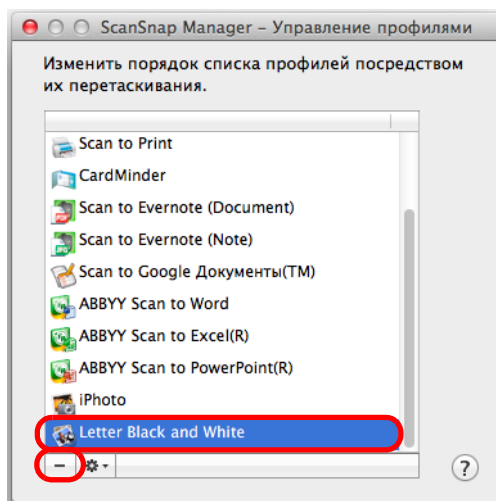 ScanSnap Manager – Управление профилями
Изменить порядок списка профилей посредством
их перетаскивания.
Scan to Print
CardMinder
Scan to Evernote (Document)
Scan to Evernote (Note)
Scan to Google Документы(TM)
ABBYY Scan to Word
ABBYY Scan to Excel(R)
ABBYY Scan to PowerPoint(R)
iPhoto
Letter Black and White
− ?